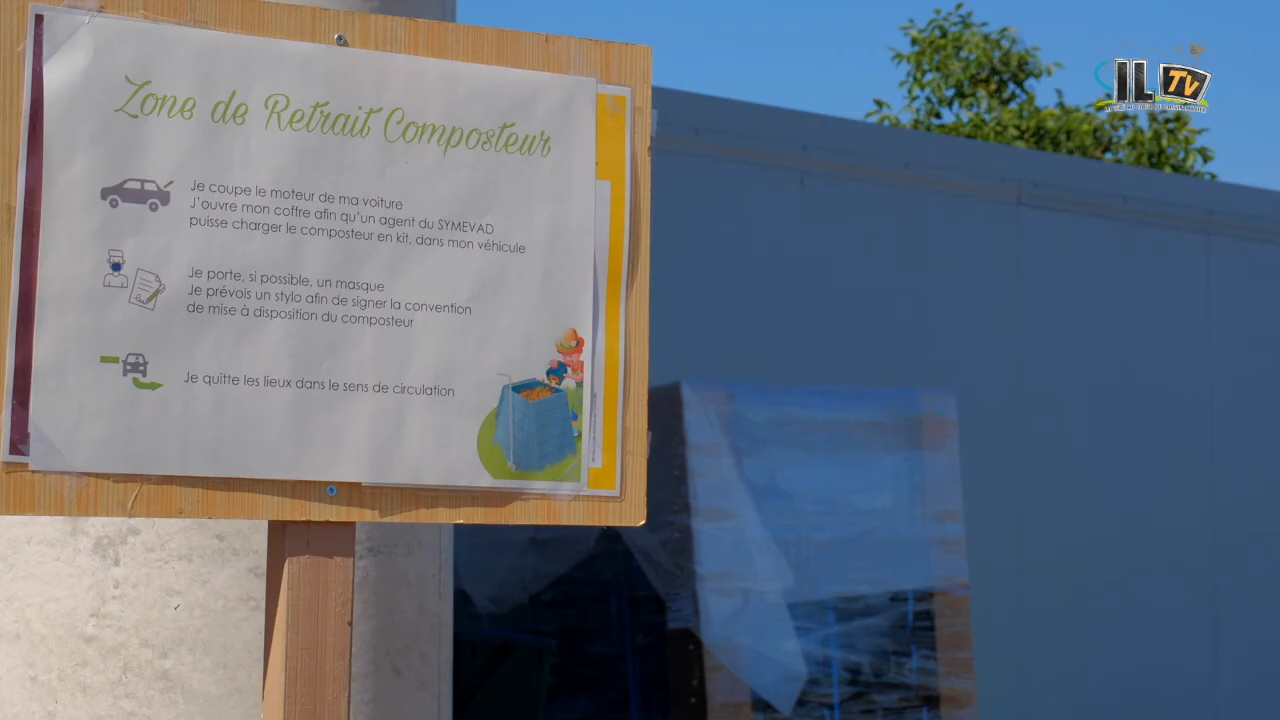 Zone de Retrait Composteur
Je coupe le moteur de ma voiture
J'ouvre mon coffre afin qu'un agent du SYMEVAD
puisse charger le composteur en kit, dans mon véhicule
Je porte, si possible, un masque
Je prévois un stylo afin de signer la convention
de mise à disposition du composteur
Je quitte les lieux dans le sens de circulation
IL TV